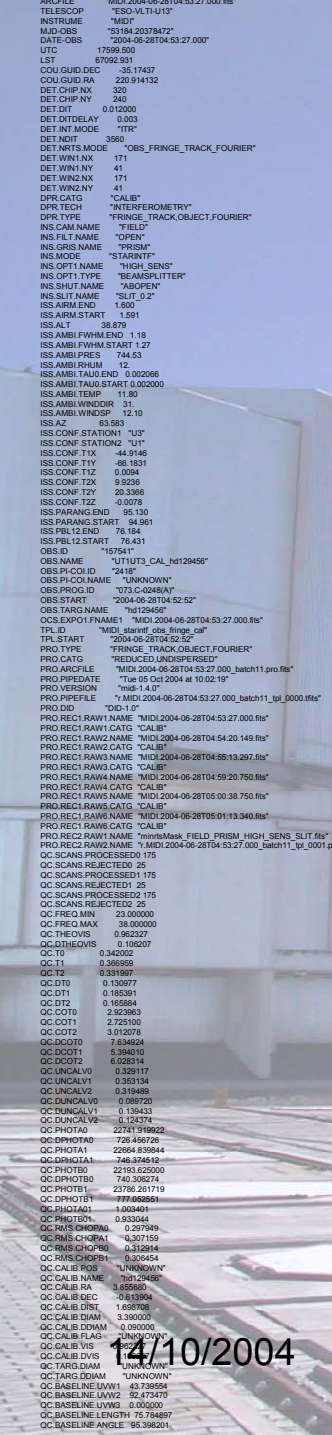 ARCFILE "MIDI.2004-06-28T04:53:27.000.fits"
TELESCOP "ESO-VLTI-U13"
INSTRUME "MIDI"
MJD-OBS "53184.20378472"
DATE-OBS "2004-06-28T04:53:27.000"
UTC 17599.500
LST 67092.931
COU.GUID.DEC -35.17437
COU.GUID.RA 220.914132
DET.CHIP.NX 320
DET.CHIP.NY 240
DET.DIT 0.012000
DET.DITDELAY 0.003
DET.INT.MODE "ITR"
DET.NDIT 3560
DET.NRTS.MODE "OBS_FRINGE_TRACK_FOURIER"
DET.WIN1.NX 171
DET.WIN1.NY 41
DET.WIN2.NX 171
DET.WIN2.NY 41
DPR.CATG "CALIB"
DPR.TECH "INTERFEROMETRY"
DPR.TYPE "FRINGE_TRACK,OBJECT,FOURIER"
INS.CAM.NAME "FIELD"
INS.FILT.NAME "OPEN"
INS.GRIS.NAME "PRISM"
INS.MODE "STARINTF"
INS.OPT1.NAME "HIGH_SENS"
INS.OPT1.TYPE "BEAMSPLITTER"
INS.SHUT.NAME "ABOPEN"
INS.SLIT.NAME "SLIT_0.2"
ISS.AIRM.END 1.600
ISS.AIRM.START 1.591
ISS.ALT 38.879
ISS.AMBI.FWHM.END 1.18
ISS.AMBI.FWHM.START 1.27
ISS.AMBI.PRES 744.53
ISS.AMBI.RHUM 12.
ISS.AMBI.TAU0.END 0.002066
ISS.AMBI.TAU0.START 0.002000
ISS.AMBI.TEMP 11.80
ISS.AMBI.WINDDIR 31.
ISS.AMBI.WINDSP 12.10
ISS.AZ 63.583
ISS.CONF.STATION1 "U3"
ISS.CONF.STATION2 "U1"
ISS.CONF.T1X -44.9146
ISS.CONF.T1Y -66.1831
ISS.CONF.T1Z 0.0094
ISS.CONF.T2X 9.9236
ISS.CONF.T2Y 20.3366
ISS.CONF.T2Z -0.0078
ISS.PARANG.END 95.130
ISS.PARANG.START 94.961
ISS.PBL12.END 76.184
ISS.PBL12.START 76.431
OBS.ID "157541"
OBS.NAME "UT1UT3_CAL_hd129456"
OBS.PI-COI.ID "2418"
OBS.PI-COI.NAME "UNKNOWN"
OBS.PROG.ID "073.C-0248(A)"
OBS.START "2004-06-28T04:52:52"
OBS.TARG.NAME "hd129456"
OCS.EXPO1.FNAME1 "MIDI.2004-06-28T04:53:27.000.fits"
TPL.ID "MIDI_starintf_obs_fringe_cal"
TPL.START "2004-06-28T04:52:52"
PRO.TYPE "FRINGE_TRACK,OBJECT,FOURIER"
PRO.CATG "REDUCED,UNDISPERSED"
PRO.ARCFILE "MIDI.2004-06-28T04:53:27.000_batch11.pro.fits"
PRO.PIPEDATE "Tue 05 Oct 2004 at 10:02:19"
PRO.VERSION "midi-1.4.0"
PRO.PIPEFILE "r.MIDI.2004-06-28T04:53:27.000_batch11_tpl_0000.tfits"
PRO.DID "DID-1.0"
PRO.REC1.RAW1.NAME "MIDI.2004-06-28T04:53:27.000.fits"
PRO.REC1.RAW1.CATG "CALIB"
PRO.REC1.RAW2.NAME "MIDI.2004-06-28T04:54:20.149.fits"
PRO.REC1.RAW2.CATG "CALIB"
PRO.REC1.RAW3.NAME "MIDI.2004-06-28T04:55:13.297.fits"
PRO.REC1.RAW3.CATG "CALIB"
PRO.REC1.RAW4.NAME "MIDI.2004-06-28T04:59:20.750.fits"
PRO.REC1.RAW4.CATG "CALIB"
PRO.REC1.RAW5.NAME "MIDI.2004-06-28T05:00:38.750.fits"
PRO.REC1.RAW5.CATG "CALIB"
PRO.REC1.RAW6.NAME "MIDI.2004-06-28T05:01:13.340.fits"
PRO.REC1.RAW6.CATG "CALIB"
PRO.REC2.RAW1.NAME "minitsMask_FIELD_PRISM_HIGH_SENS_SLIT.fits"
PRO.REC2.RAW2.NAME "r.MIDI.2004-06-28T04:53:27.000_batch11_tpl_0001.p
QC.SCANS.PROCESSED0 175
QC.SCANS.REJECTED0 25
QC.SCANS.PROCESSED1 175
QC.SCANS.REJECTED1 25
QC.SCANS.PROCESSED2 175
QC.SCANS.REJECTED2 25
QC.FREQ.MIN 23.000000
QC.FREQ.MAX 38.000000
QC.THEOVIS 0.962327
QC.DTHEOVIS 0.106207
QC.T0 0.342002
QC.T1 0.366959
QC.T2 0.331997
QC.DT0 0.130977
QC.DT1 0.185391
QC.DT2 0.165884
QC.COT0 2.923963
QC.COT1 2.725100
QC.COT2 3.012078
QC.DCOT0 7.634924
QC.DCOT1 5.394010
QC.DCOT2 6.028314
QC.UNCALV0 0.329117
QC.UNCALV1 0.353134
QC.UNCALV2 0.319489
QC.DUNCALV0 0.089720
QC.DUNCALV1 0.139433
QC.DUNCALV2 0.124374
QC.PHOTA0 22741.919922
QC.DPHOTA0 726.456726
QC.PHOTA1 22664.839844
QC.DPHOTA1 746.374512
QC.PHOTB0 22193.625000
QC.DPHOTB0 740.306274
QC.PHOTB1 23786.261719
QC.DPHOTB1 777.052551
QC.PHOTA01 1.003401
QC.PHOTB01 0.933044
QC.RMS.CHOPA0 0.297949
QC.RMS.CHOPA1 0.307159
QC.RMS.CHOPB0 0.312914
QC.RMS.CHOPB1 0.306454
QC.CALIB.POS "UNKNOWN"
QC.CALIB.NAME "hd129456"
QC.CALIB.RA 3.855680
QC.CALIB.DEC -0.613904
QC.CALIB.DIST 1.698708
QC.CALIB.DIAM 3.390000
QC.CALIB.DDIAM 0.090000
QC.CALIB.FLAG "UNKNOWN"
QC.CALIB.VIS
QC.CALIB.DVIS
14/10/2004
QC.TARG.DIAM "UNKNOWN"
QC.TARG.DDIAM "UNKNOWN"
QC.BASELINE.UVW1 43.739554
QC.BASELINE.UVW2 92.473470
QC.BASELINE.UVW3 0.000000
QC.BASELINE.LENGTH 75.784897
QC.BASELINE.ANGLE 95.398201